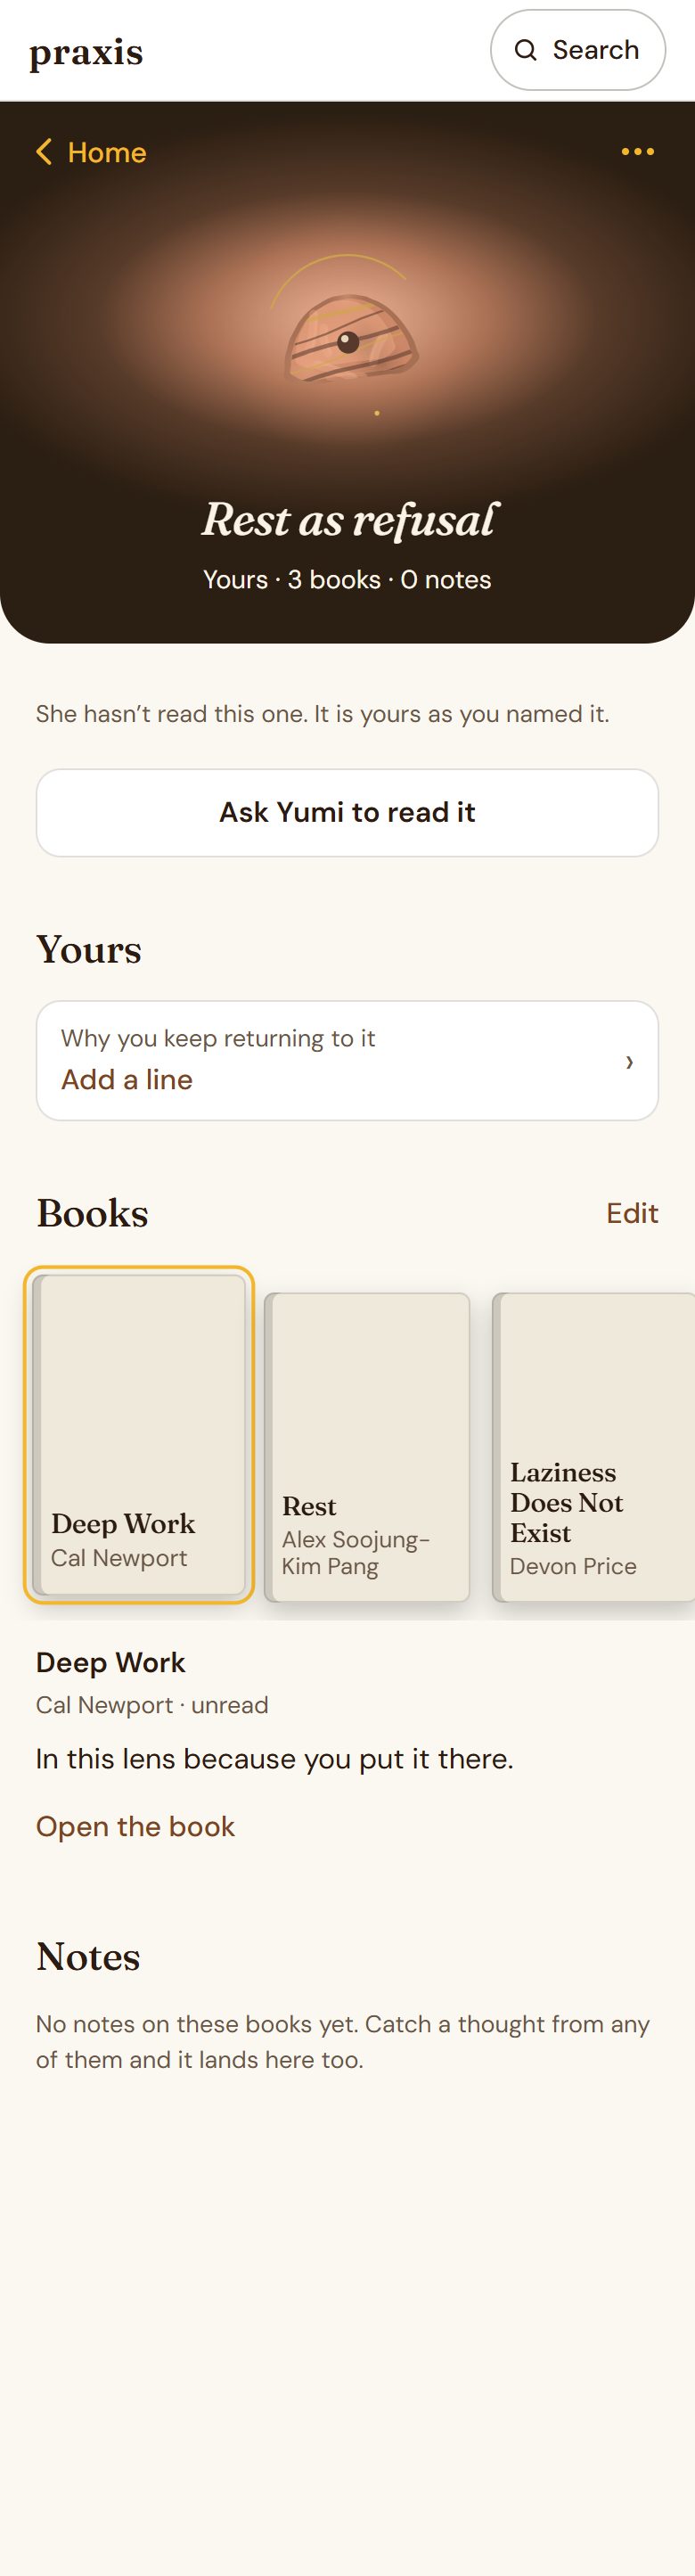 praxis
Search
Home
Rest as refusal
Yours · 3 books · 0 notes
She hasn’t read this one. It is yours as you named it.
Ask Yumi to read it
Yours
Why you keep returning to it
Add a line
Books
Edit
Deep Work
Cal Newport
Rest
Alex Soojung-
Kim Pang
Laziness
Does Not
Exist
Devon Price
Deep Work
Cal Newport · unread
In this lens because you put it there.
Open the book
Notes
No notes on these books yet. Catch a thought from any
of them and it lands here too.